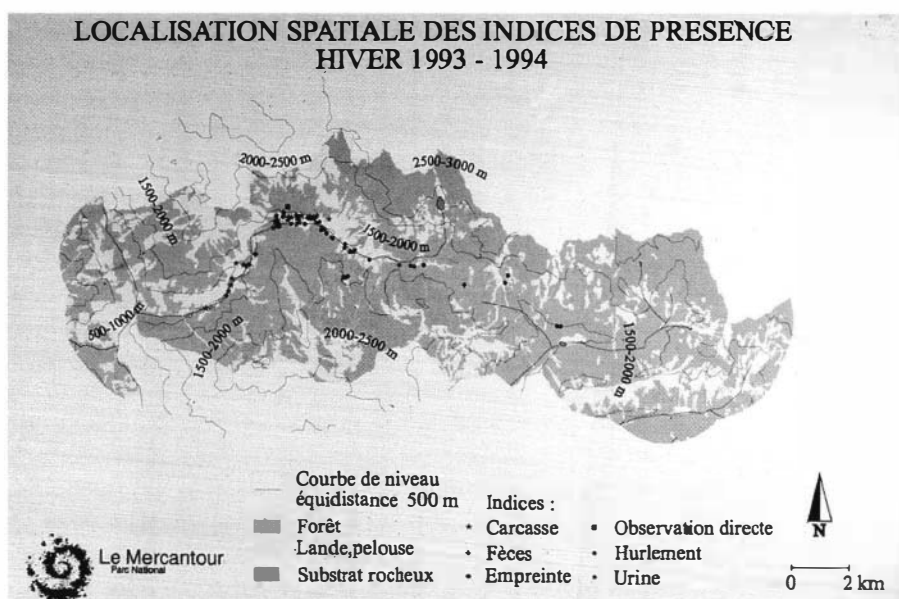 LOCALISATION SPATIALE DES INDICES DE PRESENCE
HIVER 1993 - 1994
2000-2500 m
2500-3000 m
1500-2000 m
1500-2000 m
500-1000 m
1500-2000 m
2000-2500 m
1500-2000 m
Courbe de niveau
équidistance 500 m
Forêt
Lande,pelouse
Substrat rocheux
Indices :
Carcasse
Fèces
Empreinte
Observation directe
Hurlement
Urine
N
0 2 km
Le Mercantour
Parc National